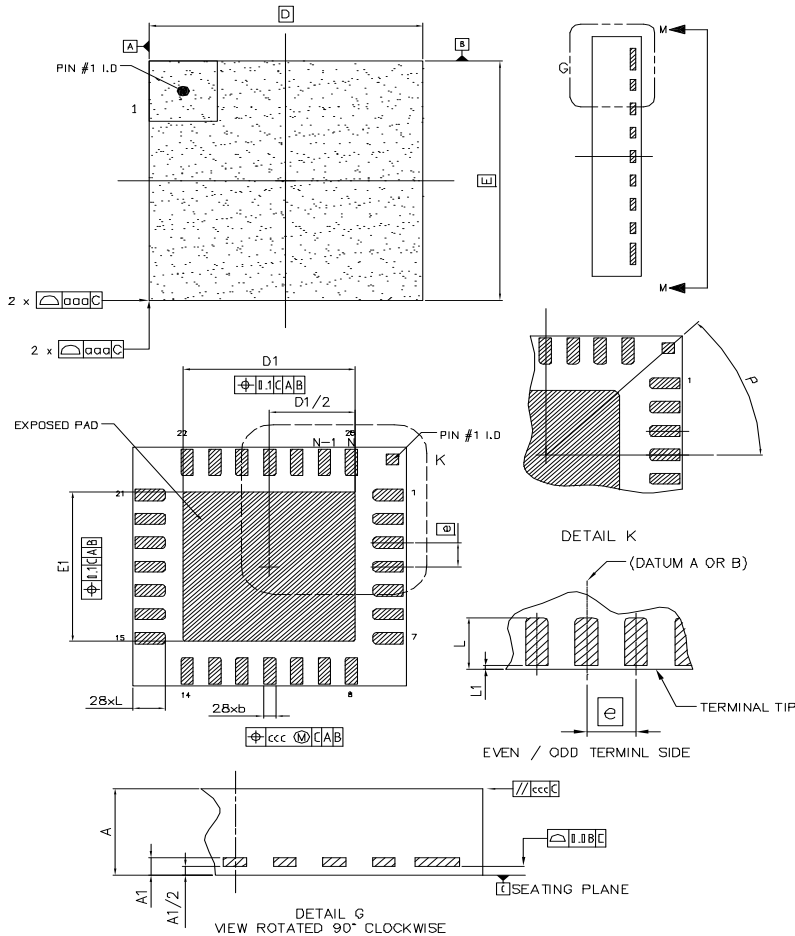 D
A
B
PIN #1 I.D
1
E
M
G
M
2 x aaa C
2 x aaa C
D1
0.1 C A B
D1/2
EXPOSED PAD
22
28
N-1 N
PIN #1 I.D
K
21
1
E1
0.1 C A B
e
15
7
14
8
28xL
28xb
ccc M C A B
P
1
DETAIL K
(DATUM A OR B)
L
L1
TERMINAL TIP
e
EVEN / ODD TERMINL SIDE
// ccc C
A
A1
A1/2
0.08 C
C SEATING PLANE
DETAIL G
VIEW ROTATED 90° CLOCKWISE